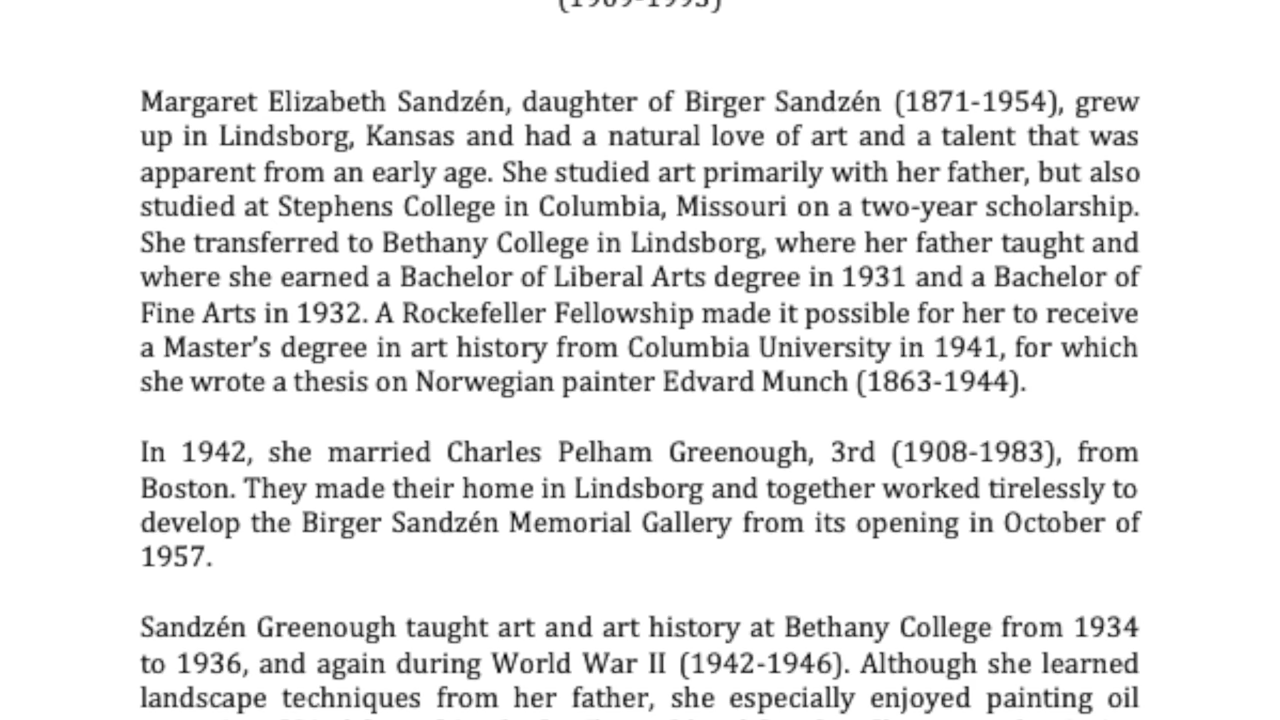 (1909-1993)
Margaret Elizabeth Sandzén, daughter of Birger Sandzén (1871-1954), grew
up in Lindsborg, Kansas and had a natural love of art and a talent that was
apparent from an early age. She studied art primarily with her father, but also
studied at Stephens College in Columbia, Missouri on a two-year scholarship.
She transferred to Bethany College in Lindsborg, where her father taught and
where she earned a Bachelor of Liberal Arts degree in 1931 and a Bachelor of
Fine Arts in 1932. A Rockefeller Fellowship made it possible for her to receive
a Master’s degree in art history from Columbia University in 1941, for which
she wrote a thesis on Norwegian painter Edvard Munch (1863-1944).
In 1942, she married Charles Pelham Greenough, 3rd (1908-1983), from
Boston. They made their home in Lindsborg and together worked tirelessly to
develop the Birger Sandzén Memorial Gallery from its opening in October of
1957.
Sandzén Greenough taught art and art history at Bethany College from 1934
to 1936, and again during World War II (1942-1946). Although she learned
landscape techniques from her father, she especially enjoyed painting oil